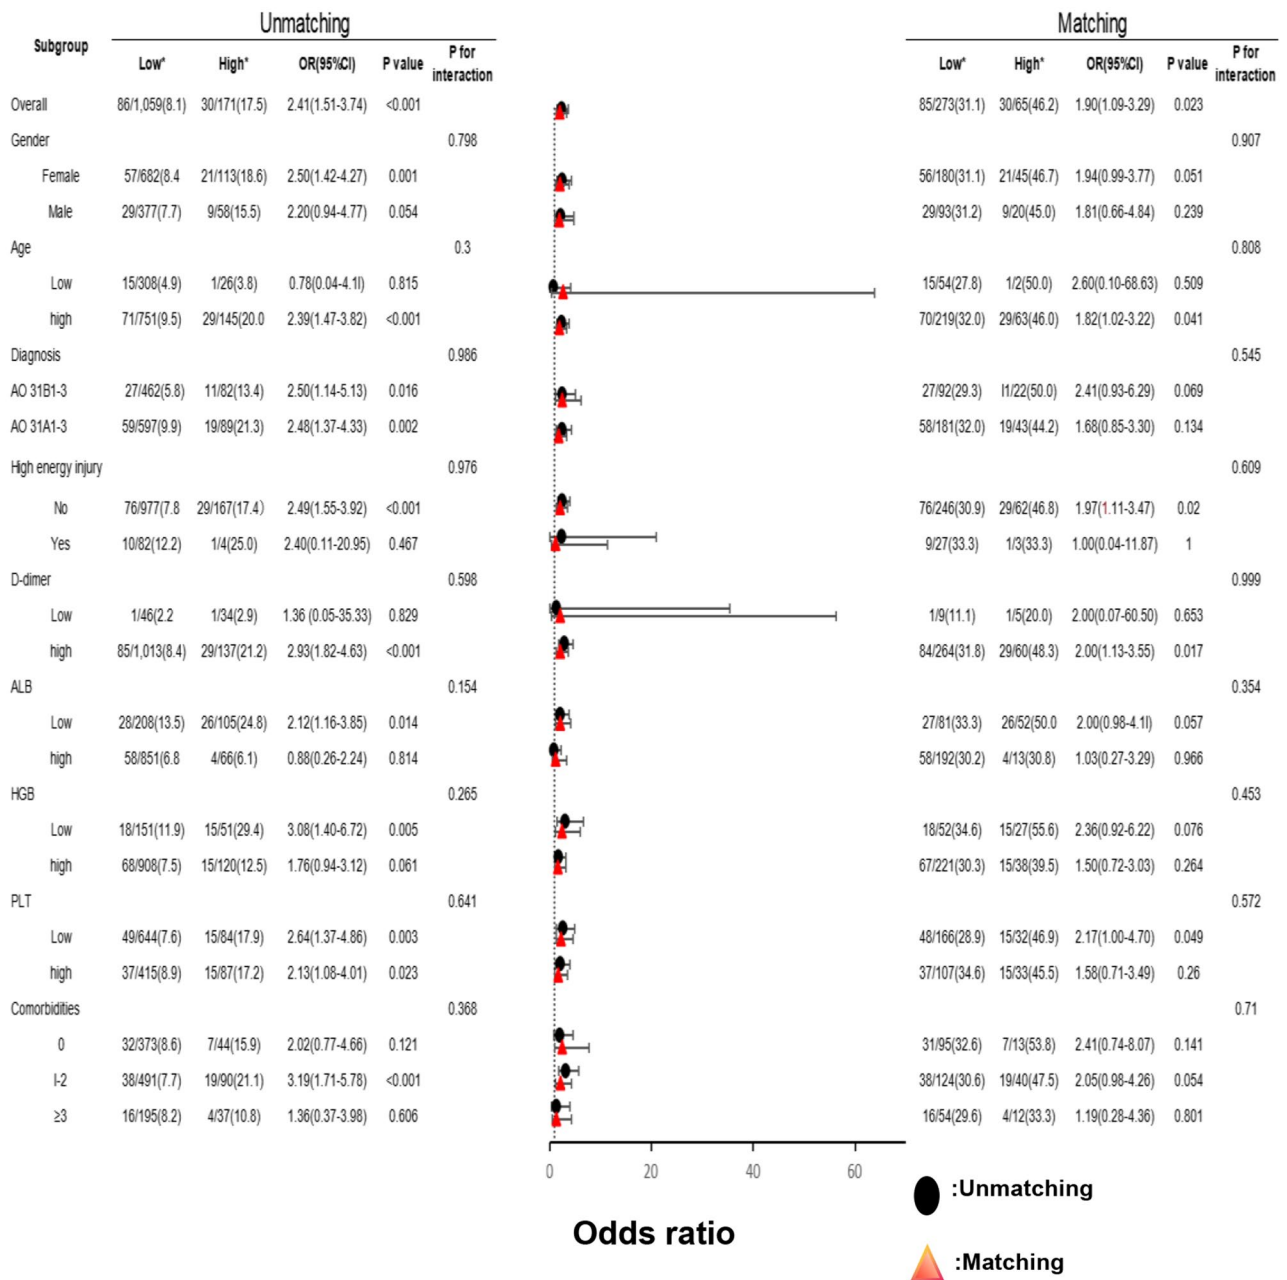 Unmatching Matching
Subgroup Low* High* OR(95%CI) P value P for interaction Low* High* OR(95%CI) P value P for interaction
Overall 86/1,059(8.1) 30/171(17.5) 2.41(1.51-3.74) <0.001 85/273(31.1) 30/65(46.2) 1.90(1.09-3.29) 0.023
Gender 0.798 0.907
Female 57/682(8.4 21/113(18.6) 2.50(1.42-4.27) 0.001 56/180(31.1) 21/45(46.7) 1.94(0.99-3.77) 0.051
Male 29/377(7.7) 9/58(15.5) 2.20(0.94-4.77) 0.054 29/93(31.2) 9/20(45.0) 1.81(0.66-4.84) 0.239
Age 0.3 0.808
Low 15/308(4.9) 1/26(3.8) 0.78(0.04-4.1l) 0.815 15/54(27.8) 1/2(50.0) 2.60(0.10-68.63) 0.509
high 71/751(9.5) 29/145(20.0 2.39(1.47-3.82) <0.001 70/219(32.0) 29/63(46.0) 1.82(1.02-3.22) 0.041
Diagnosis 0.986 0.545
AO 31B1-3 27/462(5.8) 11/82(13.4) 2.50(1.14-5.13) 0.016 27/92(29.3) l1/22(50.0) 2.41(0.93-6.29) 0.069
AO 31A1-3 59/597(9.9) 19/89(21.3) 2.48(1.37-4.33) 0.002 58/181(32.0) 19/43(44.2) 1.68(0.85-3.30) 0.134
High energy injury 0.976 0.609
No 76/977(7.8 29/167(17.4) 2.49(1.55-3.92) <0.001 76/246(30.9) 29/62(46.8) 1.97(1.11-3.47) 0.02
Yes 10/82(12.2) 1/4(25.0) 2.40(0.11-20.95) 0.467 9/27(33.3) 1/3(33.3) 1.00(0.04-11.87) 1
D-dimer 0.598 0.999
Low 1/46(2.2 1/34(2.9) 1.36 (0.05-35.33) 0.829 1/9(11.1) 1/5(20.0) 2.00(0.07-60.50) 0.653
high 85/1,013(8.4) 29/137(21.2) 2.93(1.82-4.63) <0.001 84/264(31.8) 29/60(48.3) 2.00(1.13-3.55) 0.017
ALB 0.154 0.354
Low 28/208(13.5) 26/105(24.8) 2.12(1.16-3.85) 0.014 27/81(33.3) 26/52(50.0 2.00(0.98-4.1l) 0.057
high 58/851(6.8 4/66(6.1) 0.88(0.26-2.24) 0.814 58/192(30.2) 4/13(30.8) 1.03(0.27-3.29) 0.966
HGB 0.265 0.453
Low 18/151(11.9) 15/51(29.4) 3.08(1.40-6.72) 0.005 18/52(34.6) 15/27(55.6) 2.36(0.92-6.22) 0.076
high 68/908(7.5) 15/120(12.5) 1.76(0.94-3.12) 0.061 67/221(30.3) 15/38(39.5) 1.50(0.72-3.03) 0.264
PLT 0.641 0.572
Low 49/644(7.6) 15/84(17.9) 2.64(1.37-4.86) 0.003 48/166(28.9) 15/32(46.9) 2.17(1.00-4.70) 0.049
high 37/415(8.9) 15/87(17.2) 2.13(1.08-4.01) 0.023 37/107(34.6) 15/33(45.5) 1.58(0.71-3.49) 0.26
Comorbidities 0.368 0.71
0 32/373(8.6) 7/44(15.9) 2.02(0.77-4.66) 0.121 31/95(32.6) 7/13(53.8) 2.41(0.74-8.07) 0.141
l-2 38/491(7.7) 19/90(21.1) 3.19(1.71-5.78) <0.001 38/124(30.6) 19/40(47.5) 2.05(0.98-4.26) 0.054
≥3 16/195(8.2) 4/37(10.8) 1.36(0.37-3.98) 0.606 16/54(29.6) 4/12(33.3) 1.19(0.28-4.36) 0.801
0 20 40 60
Odds ratio
:Unmatching
:Matching